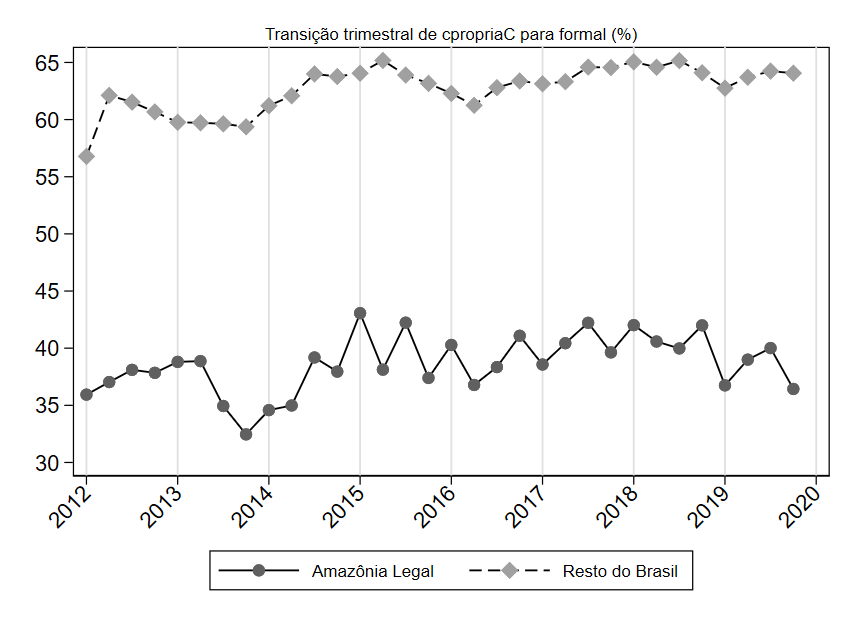 Transição trimestral de cpropriaC para formal (%)
65
60
55
50
45
40
35
30
2012 2013 2014 2015 2016 2017 2018 2019 2020
Amazônia Legal Resto do Brasil